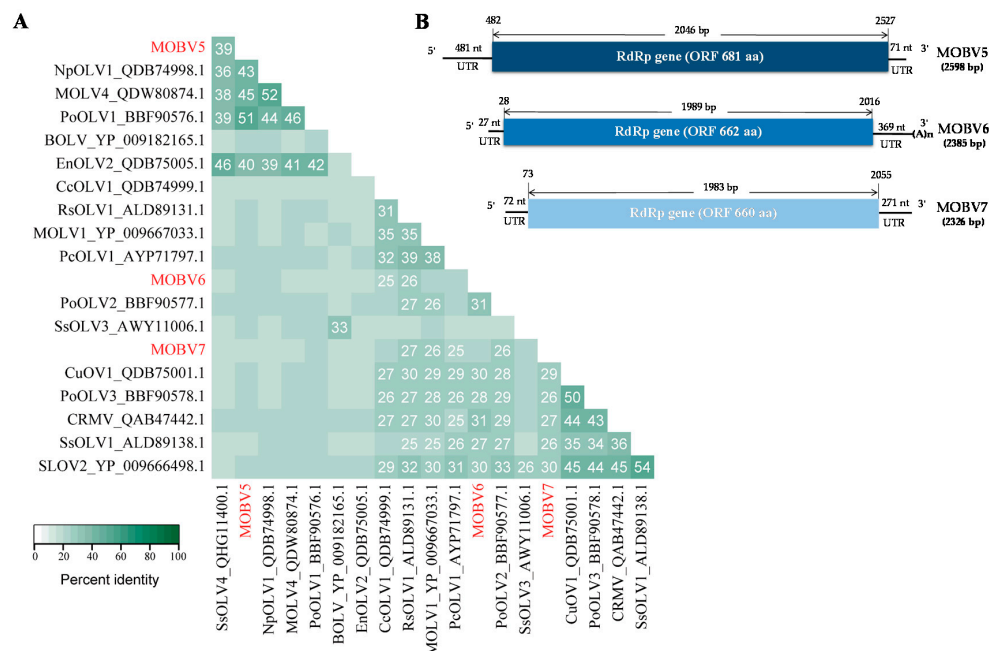 A
MOBV5 39
NpOLV1_QDB74998.1 36 43
MOLV4_QDW80874.1 38 45 52
PoOLV1_BBF90576.1 39 51 44 46
BOLV_YP_009182165.1
EnOLV2_QDB75005.1 46 40 39 41 42
CcOLV1_QDB74999.1
RsOLV1_ALD89131.1 31
MOLV1_YP_009667033.1 35 35
PcOLV1_AYP71797.1 32 39 38
MOBV6 25 26
PoOLV2_BBF90577.1 27 26 31
SsOLV3_AWY11006.1 33
MOBV7 27 26 25 26
CuOV1_QDB75001.1 27 30 29 29 30 28 29
PoOLV3_BBF90578.1 26 27 28 26 28 29 26 50
CRMV_QAB47442.1 27 27 30 25 31 29 27 44 43
SsOLV1_ALD89138.1 25 25 26 27 27 26 35 34 36
SLOV2_YP_009666498.1 29 32 30 31 30 33 26 30 45 44 45 54
SsOLV4_QHG11400.1
MOBV5
NpOLV1_QDB74998.1
MOLV4_QDW80874.1
PoOLV1_BBF90576.1
BOLV_YP_009182165.1
EnOLV2_QDB75005.1
CcOLV1_QDB74999.1
RsOLV1_ALD89131.1
MOLV1_YP_009667033.1
PcOLV1_AYP71797.1
MOBV6
PoOLV2_BBF90577.1
SsOLV3_AWY11006.1
MOBV7
CuOV1_QDB75001.1
PoOLV3_BBF90578.1
CRMV_QAB47442.1
SsOLV1_ALD89138.1
0 20 40 60 80 100
Percent identity
B
482 2527
2046 bp
5' 481 nt 71 nt 3'
RdRp gene (ORF 681 aa)
UTR UTR
MOBV5
(2598 bp)
28 2016
1989 bp
5' 27 nt 369 nt 3'
RdRp gene (ORF 662 aa)
(A)n
UTR UTR
MOBV6
(2385 bp)
73 2055
1983 bp
5' 72 nt 271 nt 3'
RdRp gene (ORF 660 aa)
UTR UTR
MOBV7
(2326 bp)